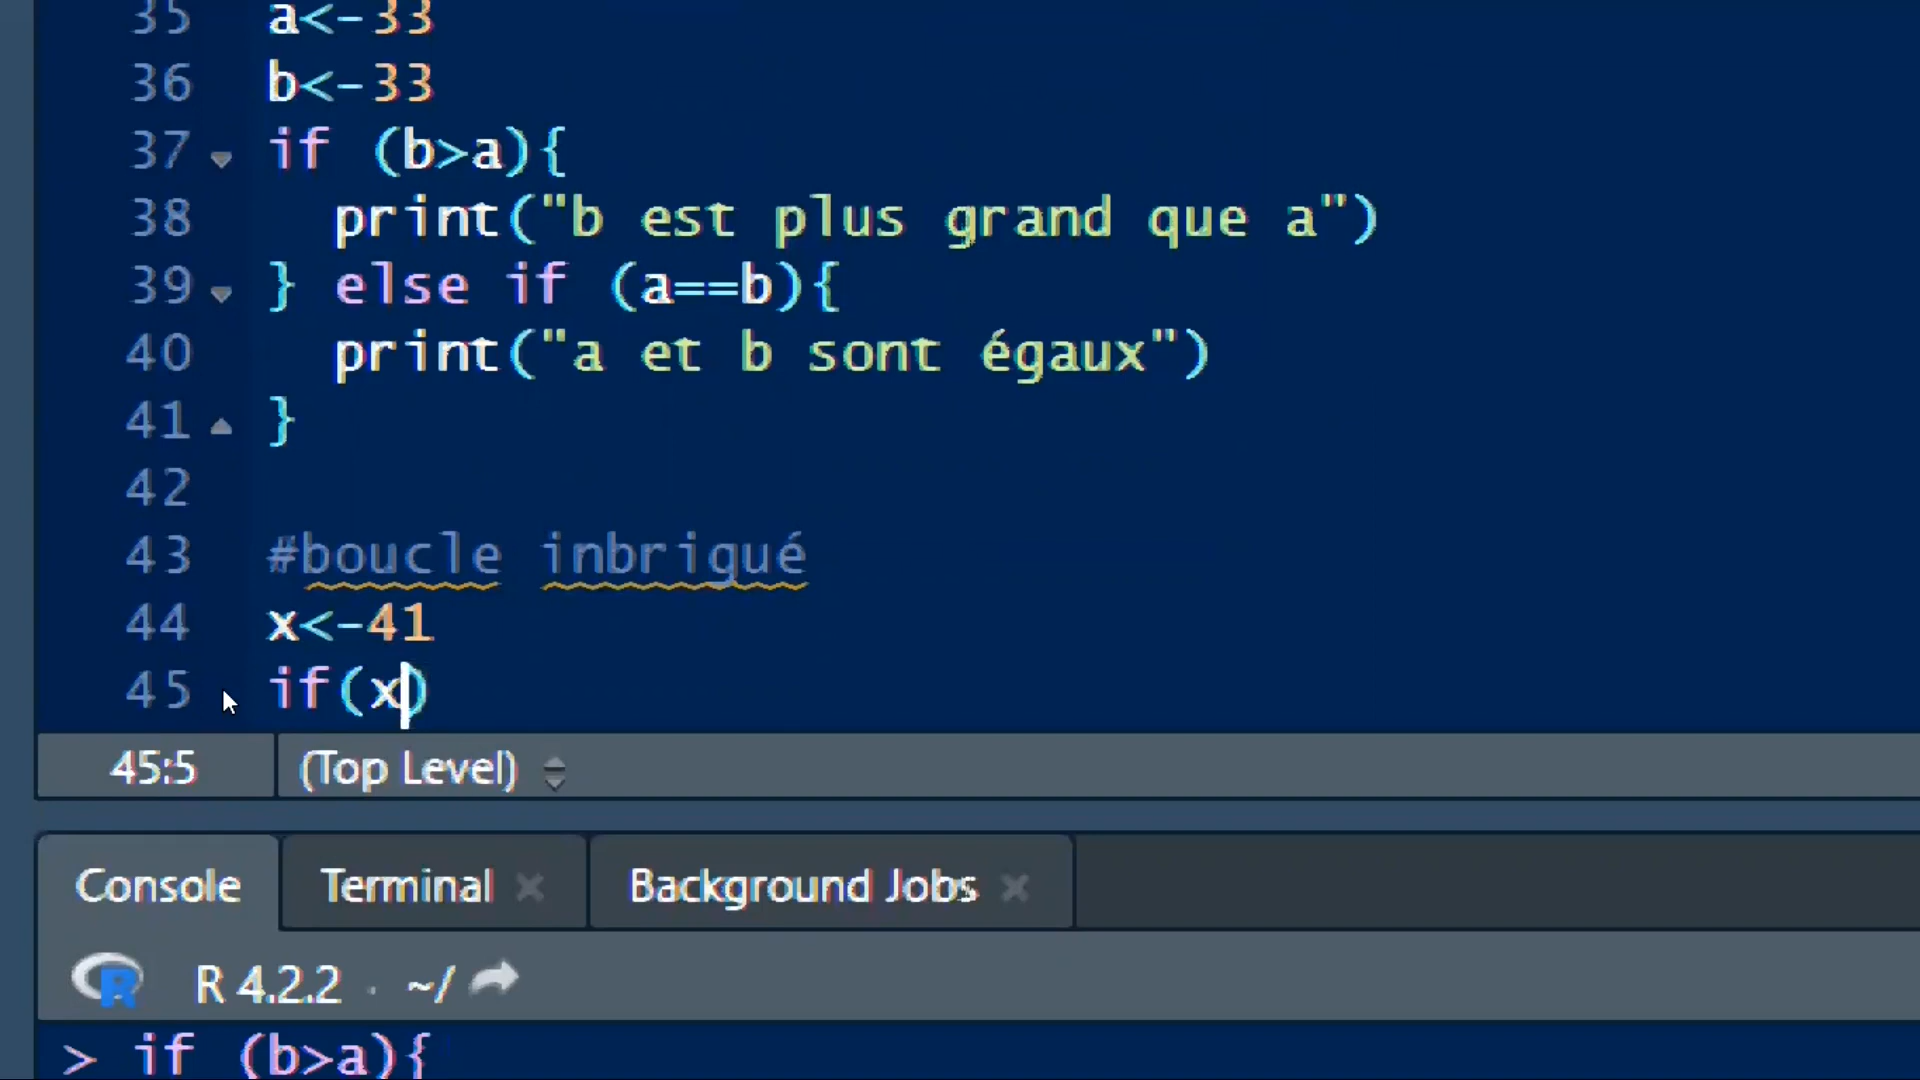 35 a<-33
36 b<-33
37 if (b>a){
38 print("b est plus grand que a")
39 } else if (a==b){
40 print("a et b sont égaux")
41 }
42
43 #boucle inbrigué
44 x<-41
45 if(x)
45:5 (Top Level)
Console Terminal Background Jobs
R R 4.2.2 · ~/
> if (b>a){